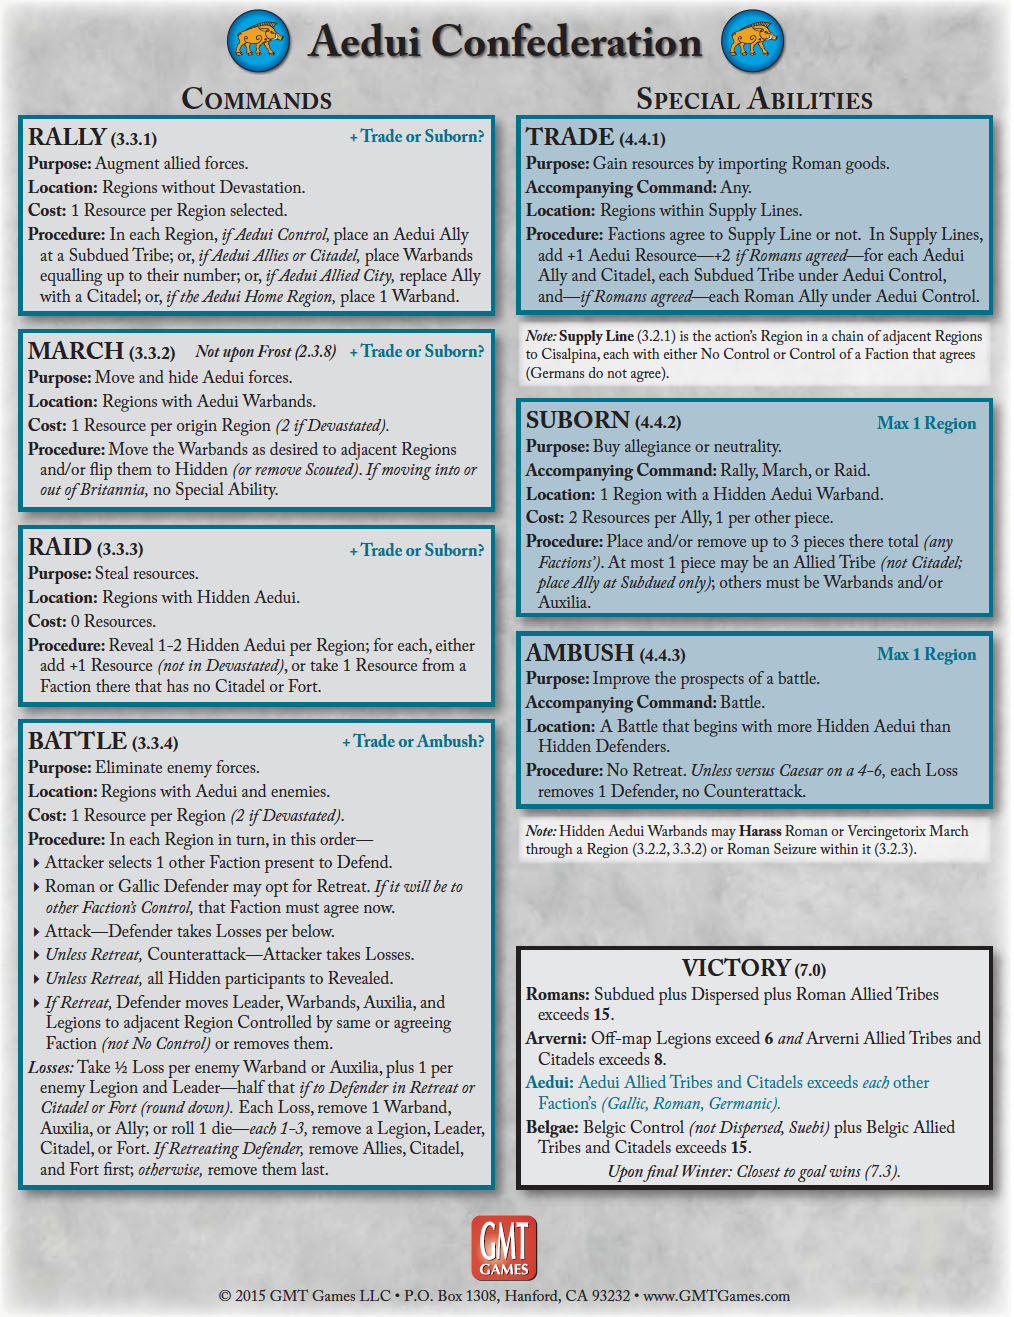 Aedui Confederation
COMMANDS
RALLY (3.3.1) + Trade or Suborn?
Purpose: Augment allied forces.
Location: Regions without Devastation.
Cost: 1 Resource per Region selected.
Procedure: In each Region, if Aedui Control, place an Aedui Ally
at a Subdued Tribe; or, if Aedui Allies or Citadel, place Warbands
equalling up to their number; or, if Aedui Allied City, replace Ally
with a Citadel; or, if the Aedui Home Region, place 1 Warband.
MARCH (3.3.2) Not upon Frost (2.3.8) + Trade or Suborn?
Purpose: Move and hide Aedui forces.
Location: Regions with Aedui Warbands.
Cost: 1 Resource per origin Region (2 if Devastated).
Procedure: Move the Warbands as desired to adjacent Regions
and/or flip them to Hidden (or remove Scouted). If moving into or
out of Britannia, no Special Ability.
RAID (3.3.3) + Trade or Suborn?
Purpose: Steal resources.
Location: Regions with Hidden Aedui.
Cost: 0 Resources.
Procedure: Reveal 1-2 Hidden Aedui per Region; for each, either
add +1 Resource (not in Devastated), or take 1 Resource from a
Faction there that has no Citadel or Fort.
BATTLE (3.3.4) + Trade or Ambush?
Purpose: Eliminate enemy forces.
Location: Regions with Aedui and enemies.
Cost: 1 Resource per Region (2 if Devastated).
Procedure: In each Region in turn, in this order—
Attacker selects 1 other Faction present to Defend.
Roman or Gallic Defender may opt for Retreat. If it will be to
other Faction's Control, that Faction must agree now.
Attack—Defender takes Losses per below.
Unless Retreat, Counterattack—Attacker takes Losses.
Unless Retreat, all Hidden participants to Revealed.
If Retreat, Defender moves Leader, Warbands, Auxilia, and
Legions to adjacent Region Controlled by same or agreeing
Faction (not No Control) or removes them.
Losses: Take ½ Loss per enemy Warband or Auxilia, plus 1 per
enemy Legion and Leader—half that if to Defender in Retreat or
Citadel or Fort (round down). Each Loss, remove 1 Warband,
Auxilia, or Ally; or roll 1 die—each 1-3, remove a Legion, Leader,
Citadel, or Fort. If Retreating Defender, remove Allies, Citadel,
and Fort first; otherwise, remove them last.
SPECIAL ABILITIES
TRADE (4.4.1)
Purpose: Gain resources by importing Roman goods.
Accompanying Command: Any.
Location: Regions within Supply Lines.
Procedure: Factions agree to Supply Line or not. In Supply Lines,
add +1 Aedui Resource—+2 if Romans agreed—for each Aedui
Ally and Citadel, each Subdued Tribe under Aedui Control,
and—if Romans agreed—each Roman Ally under Aedui Control.
Note: Supply Line (3.2.1) is the action's Region in a chain of adjacent Regions
to Cisalpina, each with either No Control or Control of a Faction that agrees
(Germans do not agree).
SUBORN (4.4.2) Max 1 Region
Purpose: Buy allegiance or neutrality.
Accompanying Command: Rally, March, or Raid.
Location: 1 Region with a Hidden Aedui Warband.
Cost: 2 Resources per Ally, 1 per other piece.
Procedure: Place and/or remove up to 3 pieces there total (any
Factions'). At most 1 piece may be an Allied Tribe (not Citadel;
place Ally at Subdued only); others must be Warbands and/or
Auxilia.
AMBUSH (4.4.3) Max 1 Region
Purpose: Improve the prospects of a battle.
Accompanying Command: Battle.
Location: A Battle that begins with more Hidden Aedui than
Hidden Defenders.
Procedure: No Retreat. Unless versus Caesar on a 4-6, each Loss
removes 1 Defender, no Counterattack.
Note: Hidden Aedui Warbands may Harass Roman or Vercingetorix March
through a Region (3.2.2, 3.3.2) or Roman Seizure within it (3.2.3).
VICTORY (7.0)
Romans: Subdued plus Dispersed plus Roman Allied Tribes
exceeds 15.
Arverni: Off-map Legions exceed 6 and Arverni Allied Tribes and
Citadels exceeds 8.
Aedui: Aedui Allied Tribes and Citadels exceeds each other
Faction's (Gallic, Roman, Germanic).
Belgae: Belgic Control (not Dispersed, Suebi) plus Belgic Allied
Tribes and Citadels exceeds 15.
Upon final Winter: Closest to goal wins (7.3).
GMT
GAMES
© 2015 GMT Games LLC • P.O. Box 1308, Hanford, CA 93232 • www.GMTGames.com